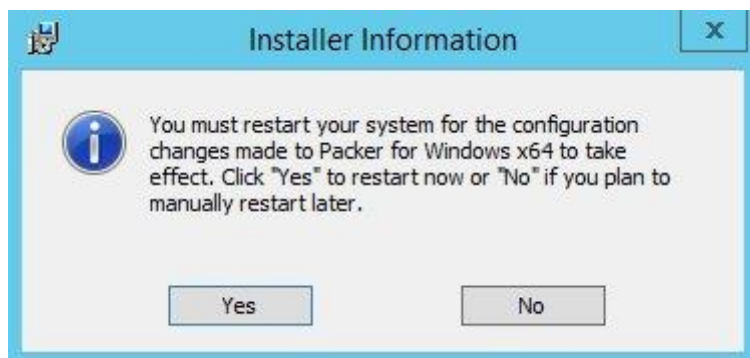 Installer Information
x
You must restart your system for the configuration
changes made to Packer for Windows x64 to take
effect. Click "Yes" to restart now or "No" if you plan to
manually restart later.
Yes
No